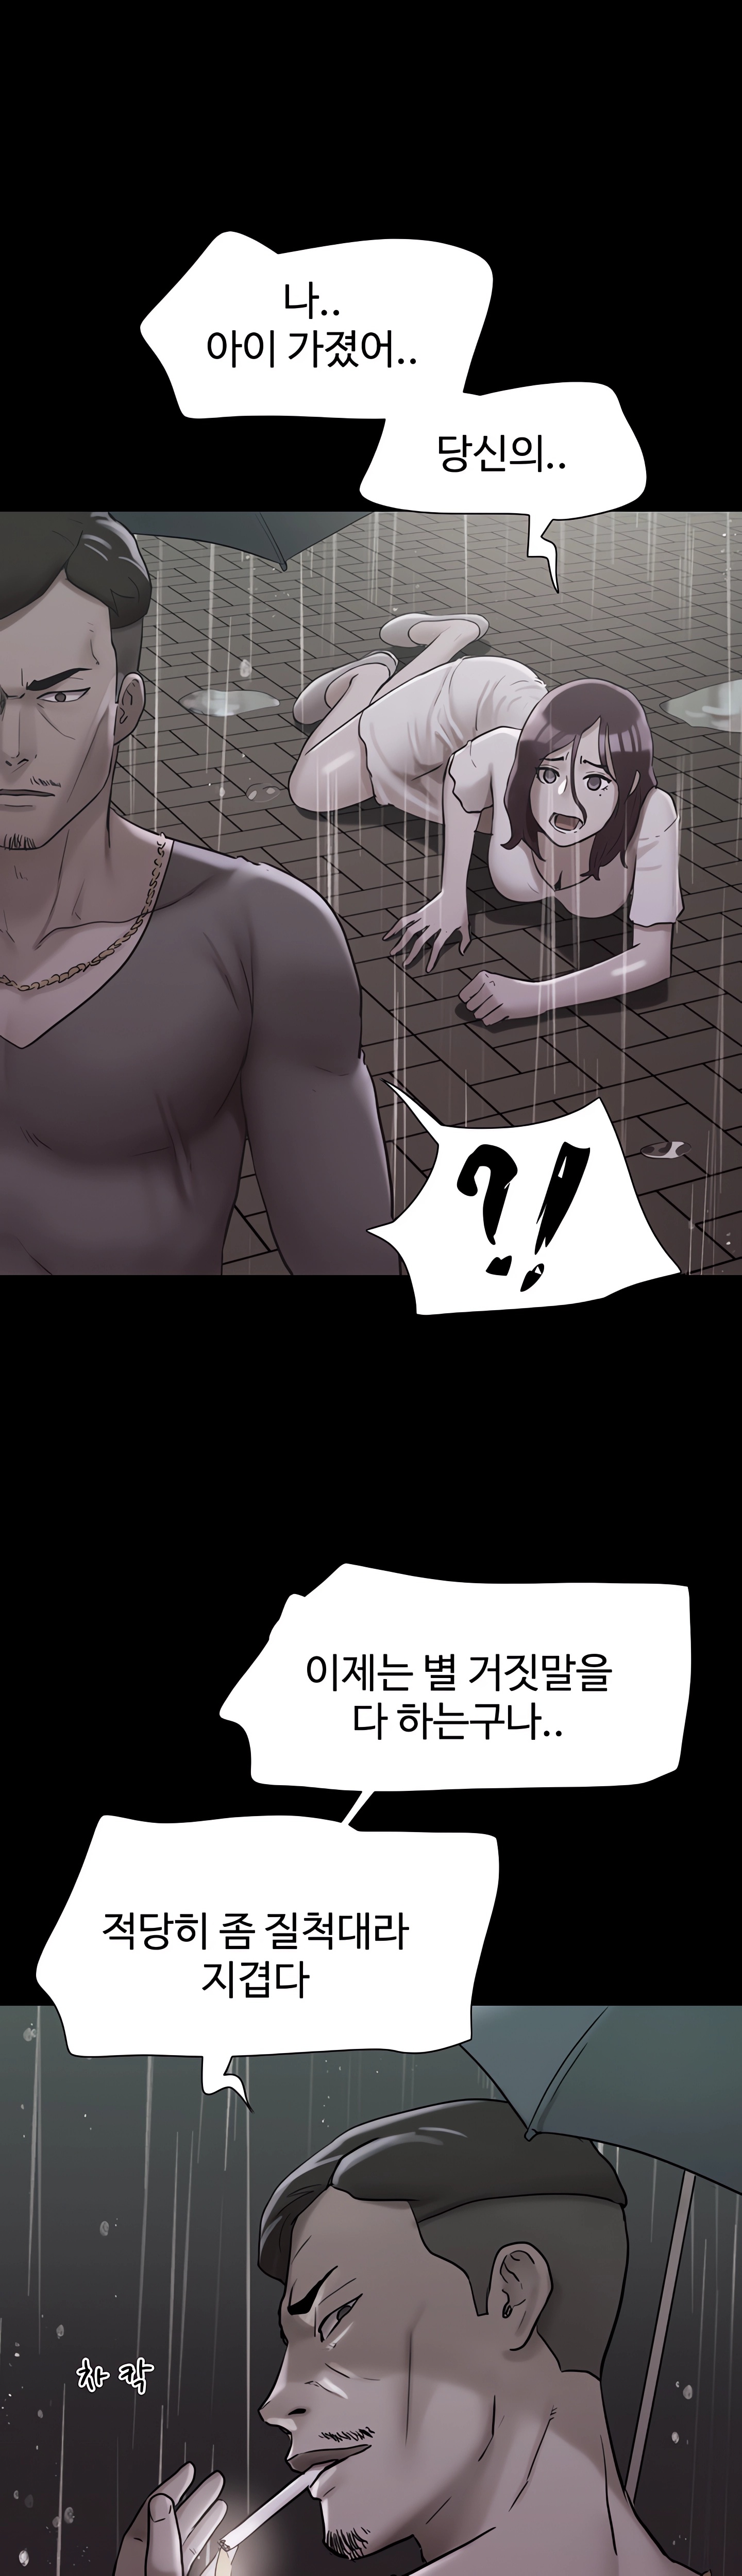 나..
아이 가졌어..
당신의..
?!
이제는 별 거짓말을
다 하는구나..
적당히 좀 질척대라
지겹다
차칵